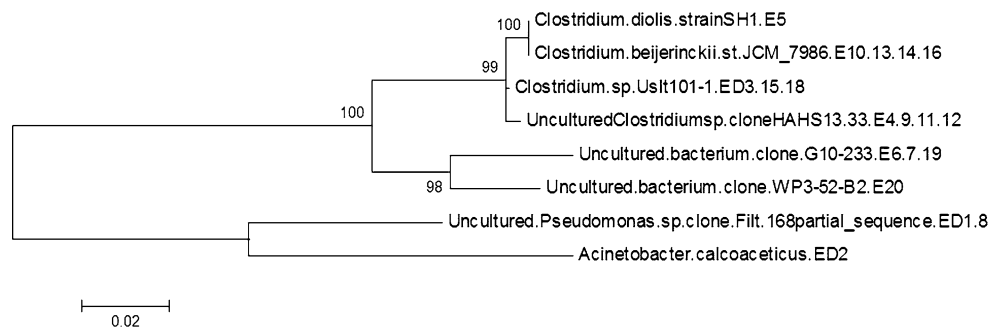 100
Clostridium.diolis.strainSH1.E5
Clostridium.beijerinckii.st.JCM_7986.E10.13.14.16
99
Clostridium.sp.Uslt101-1.ED3.15.18
100
UnculturedClostridiumsp.cloneHAHS13.33.E4.9.11.12
Uncultured.bacterium.clone.G10-233.E6.7.19
98
Uncultured.bacterium.clone.WP3-52-B2.E20
Uncultured.Pseudomonas.sp.clone.Filt.168partial_sequence.ED1.8
Acinetobacter.calcoaceticus.ED2
0.02